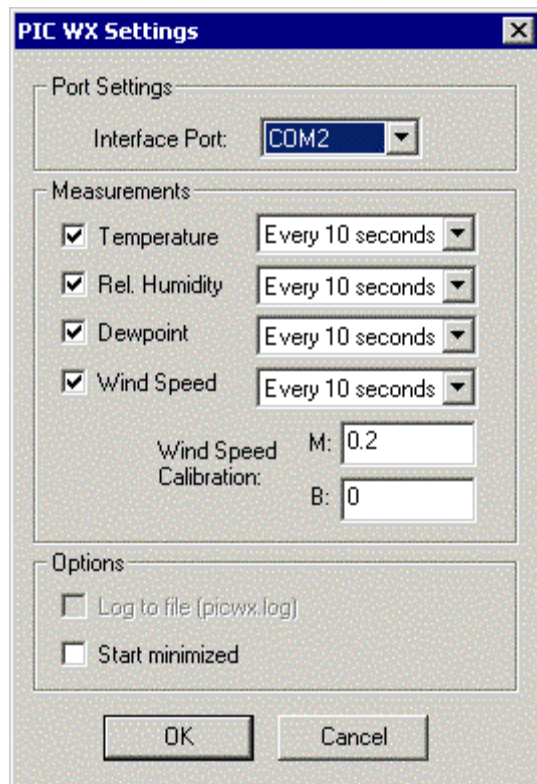 PIC WX Settings
Port Settings
Interface Port: COM2
Measurements
Temperature Every 10 seconds
Rel. Humidity Every 10 seconds
Dewpoint Every 10 seconds
Wind Speed Every 10 seconds
Wind Speed Calibration:
M: 0.2
B: 0
Options
Log to file (picwx.log)
Start minimized
OK Cancel